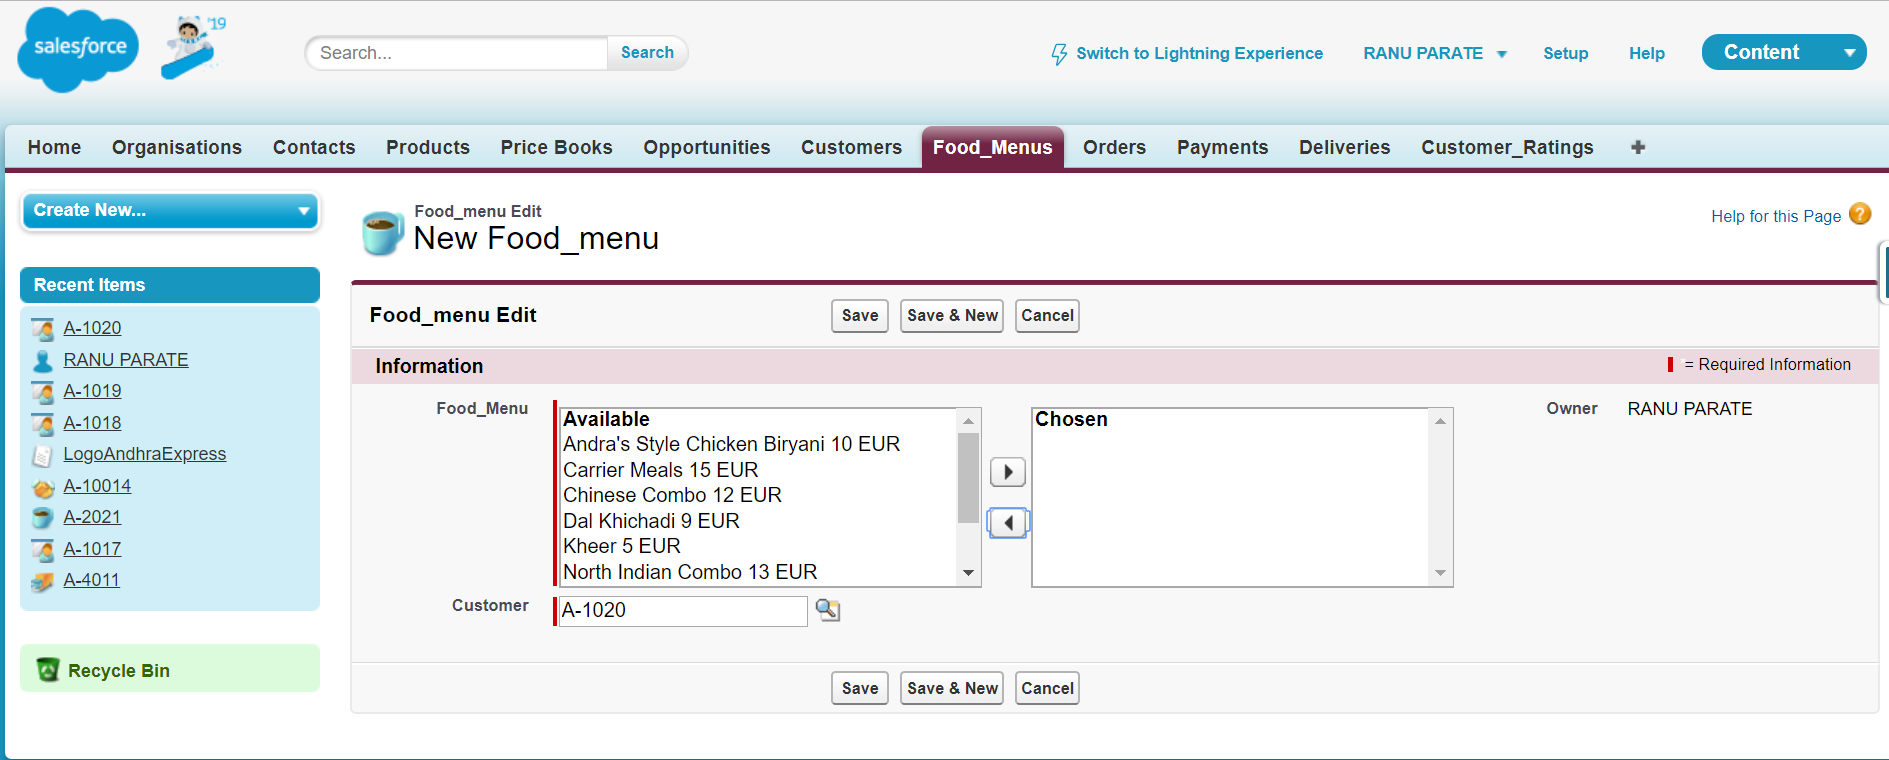 salesforce
'19
Search...
Search
Switch to Lightning Experience
RANU PARATE
Setup
Help
Content
Home Organisations Contacts Products Price Books Opportunities Customers Food_Menus Orders Payments Deliveries Customer_Ratings
Create New...
Recent Items
A-1020
RANU PARATE
A-1019
A-1018
LogoAndhraExpress
A-10014
A-2021
A-1017
A-4011
Recycle Bin
Food_menu Edit
New Food_menu
Help for this Page ?
Food_menu Edit
Save
Save & New
Cancel
Information
= Required Information
Food_Menu
Available
Andra's Style Chicken Biryani 10 EUR
Carrier Meals 15 EUR
Chinese Combo 12 EUR
Dal Khichadi 9 EUR
Kheer 5 EUR
North Indian Combo 13 EUR
Chosen
Owner RANU PARATE
Customer A-1020
Save
Save & New
Cancel